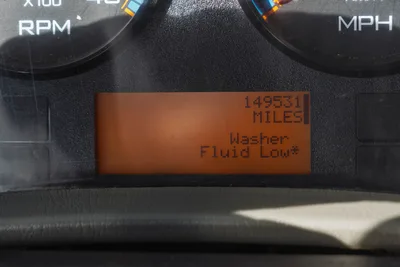 X100
RPM
MPH
149531
MILES
Washer
Fluid Low*